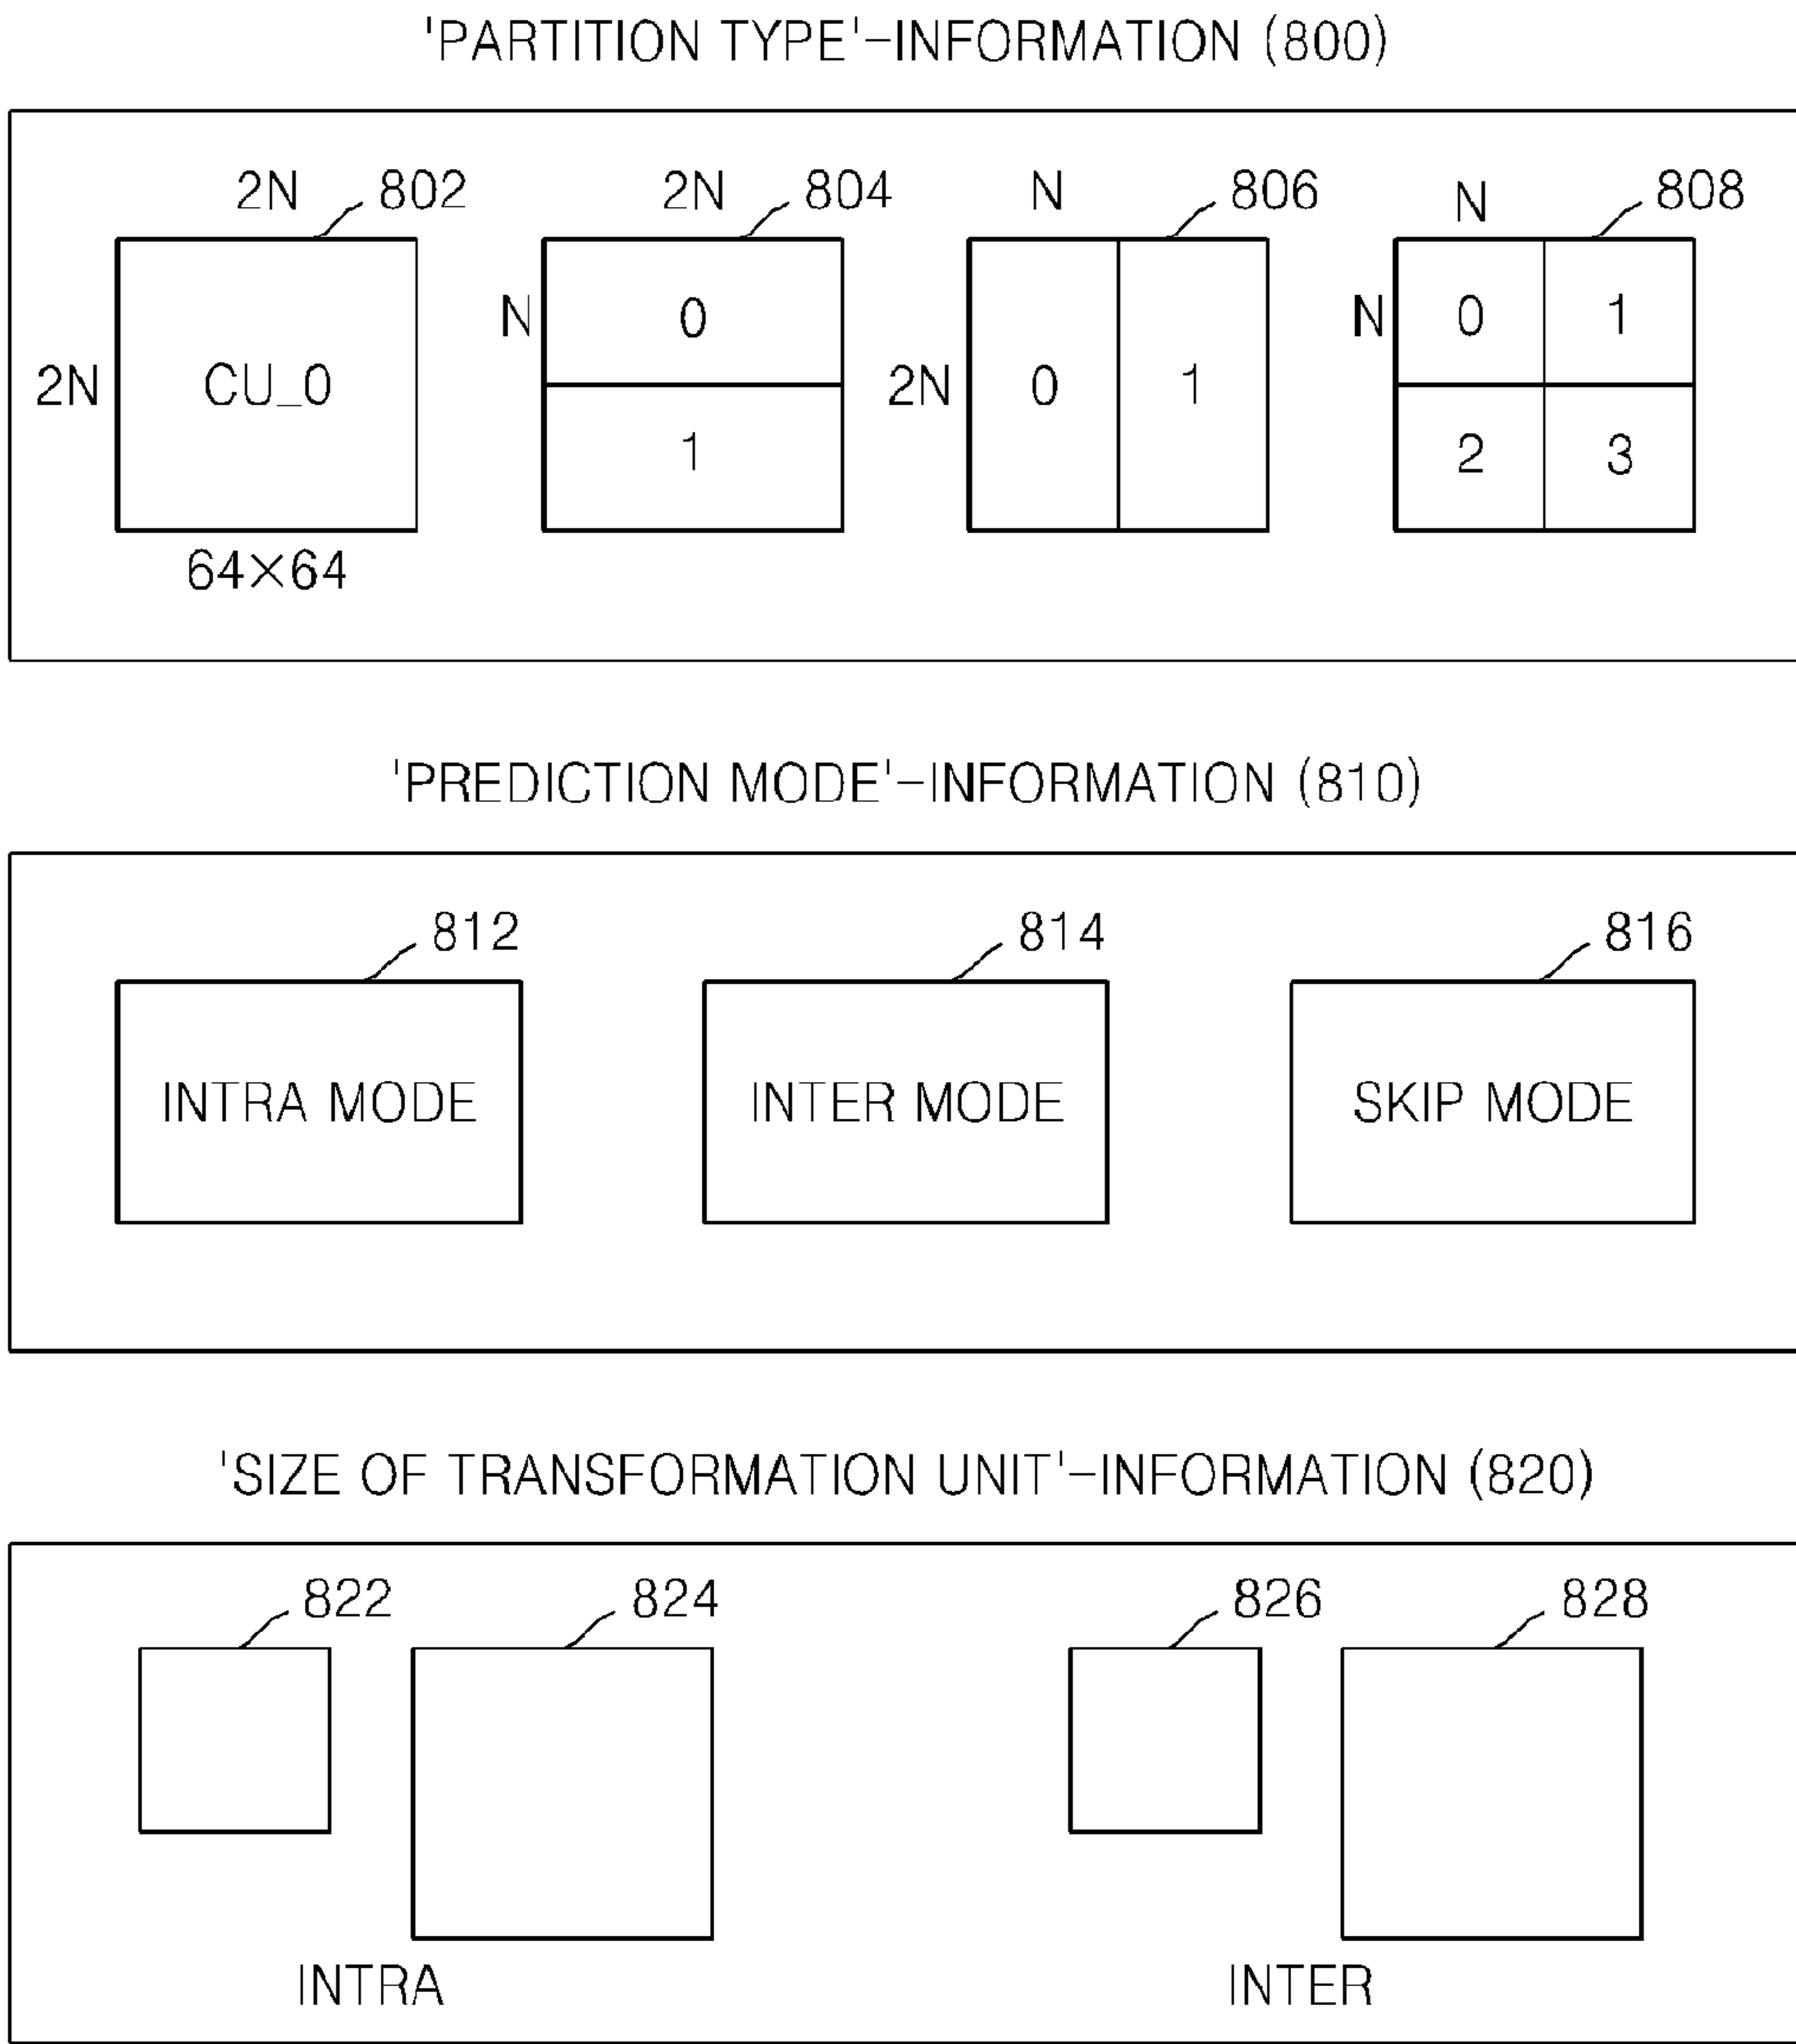 'PARTITION TYPE'-INFORMATION (800)
2N 802 2N 804 N 806 N 808
2N CU_0 N 0 1 2N 0 1 N 0 1 2 3
64×64
'PREDICTION MODE'-INFORMATION (810)
812 814 816
INTRA MODE INTER MODE SKIP MODE
'SIZE OF TRANSFORMATION UNIT'-INFORMATION (820)
822 824 826 828
INTRA INTER